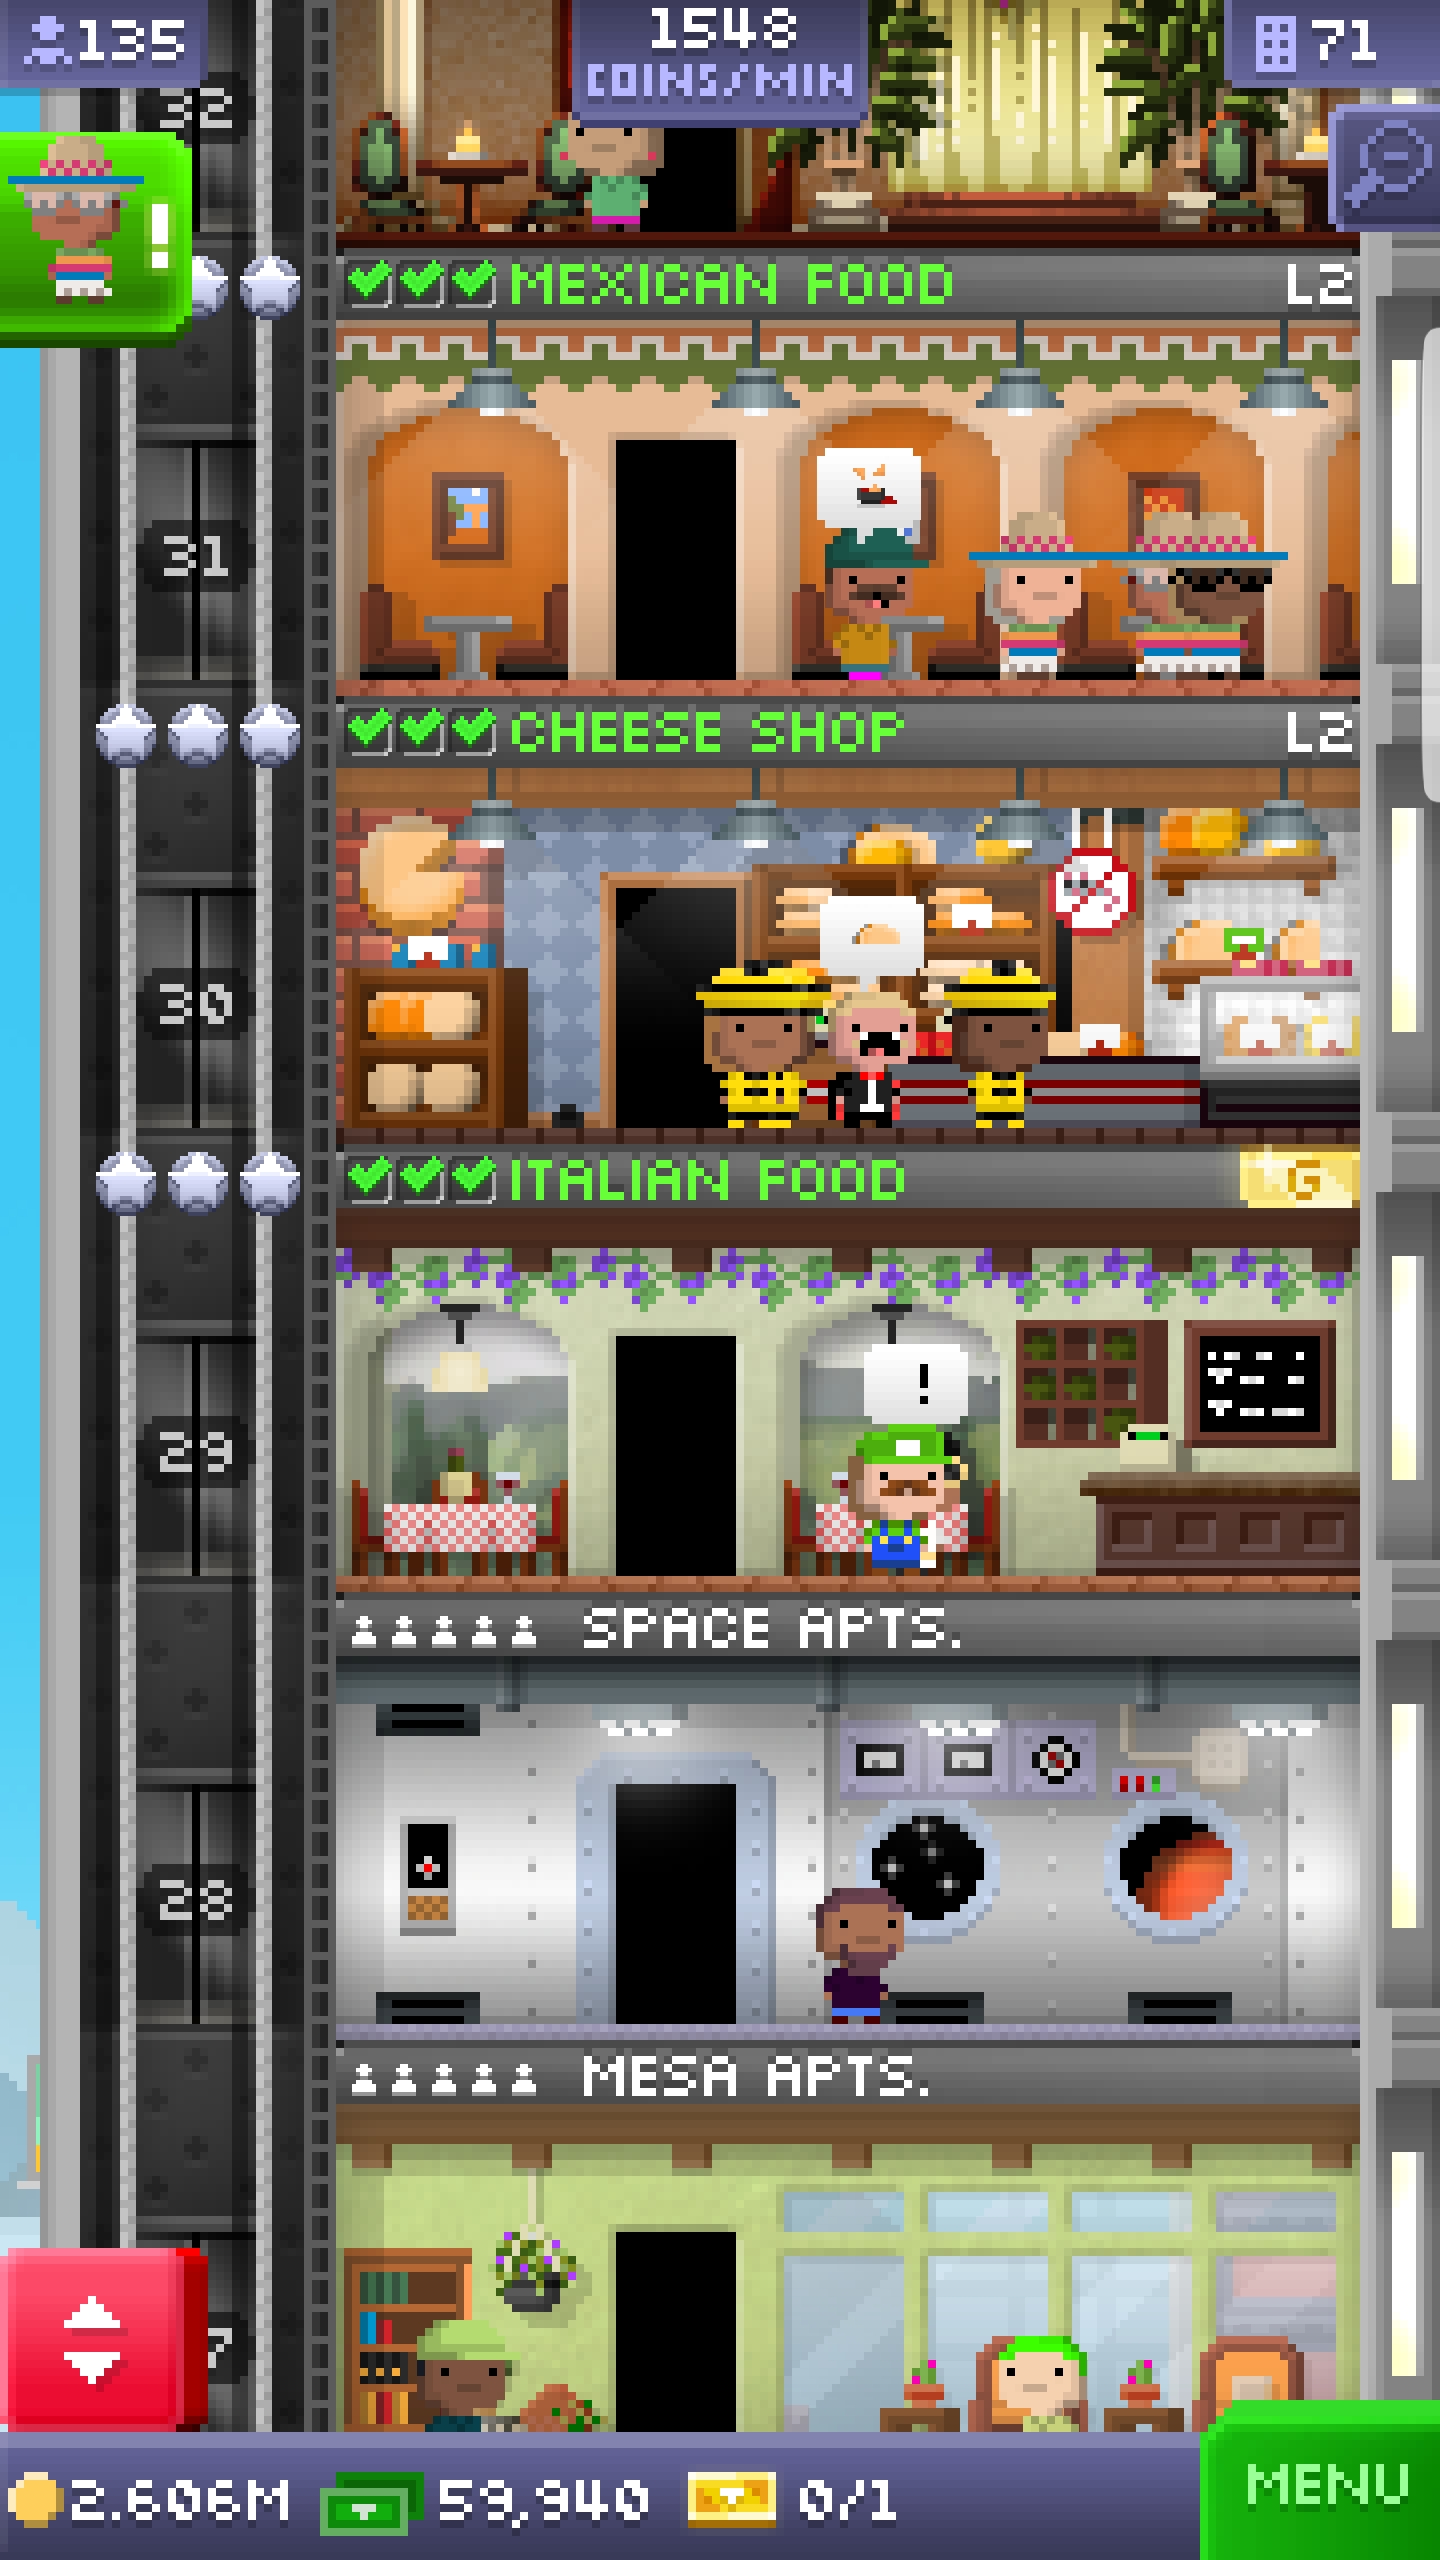 135
1548
COINS/MIN
71
32
!
MEXICAN FOOD L2
31
CHEESE SHOP L2
30
ITALIAN FOOD G
!
29
SPACE APTS.
28
MESA APTS.
7
2.606M 59,940 0/1
MENU